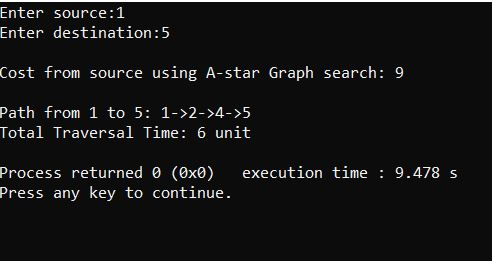 Enter source:1
Enter destination:5
Cost from source using A-star Graph search: 9
Path from 1 to 5: 1->2->4->5
Total Traversal Time: 6 unit
Process returned 0 (0x0)   execution time : 9.478 s
Press any key to continue.